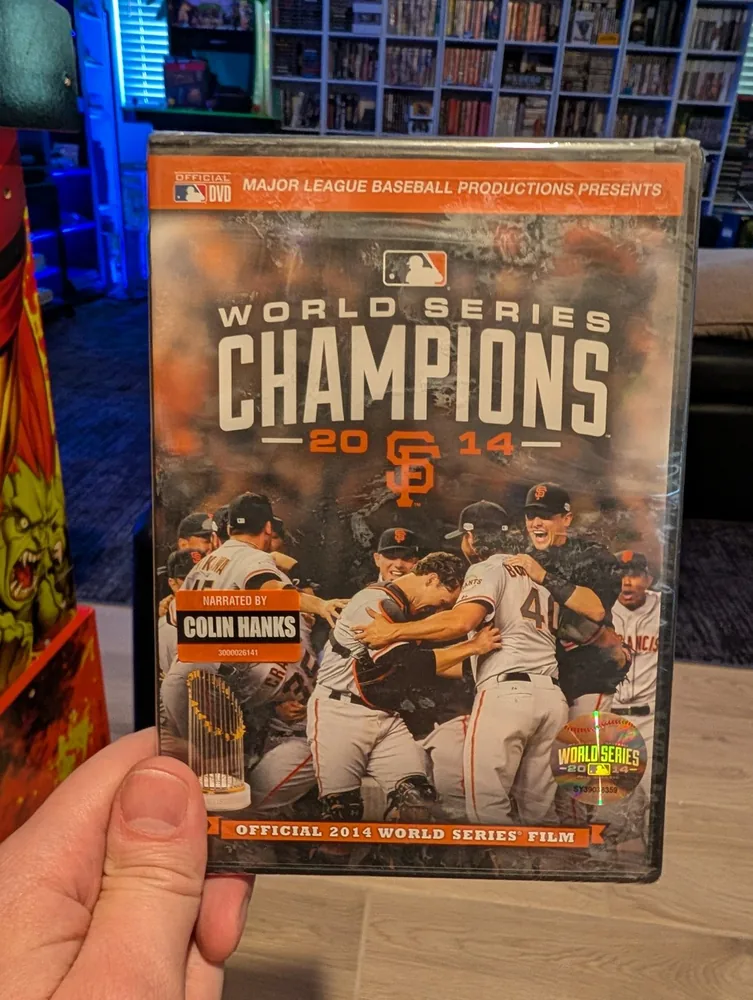 OFFICIAL
DVD
MAJOR LEAGUE BASEBALL PRODUCTIONS PRESENTS
WORLD SERIES
CHAMPIONS
20 SF 14
NARRATED BY
COLIN HANKS
3000026141
40
WORLD SERIES
2014
OFFICIAL 2014 WORLD SERIES® FILM